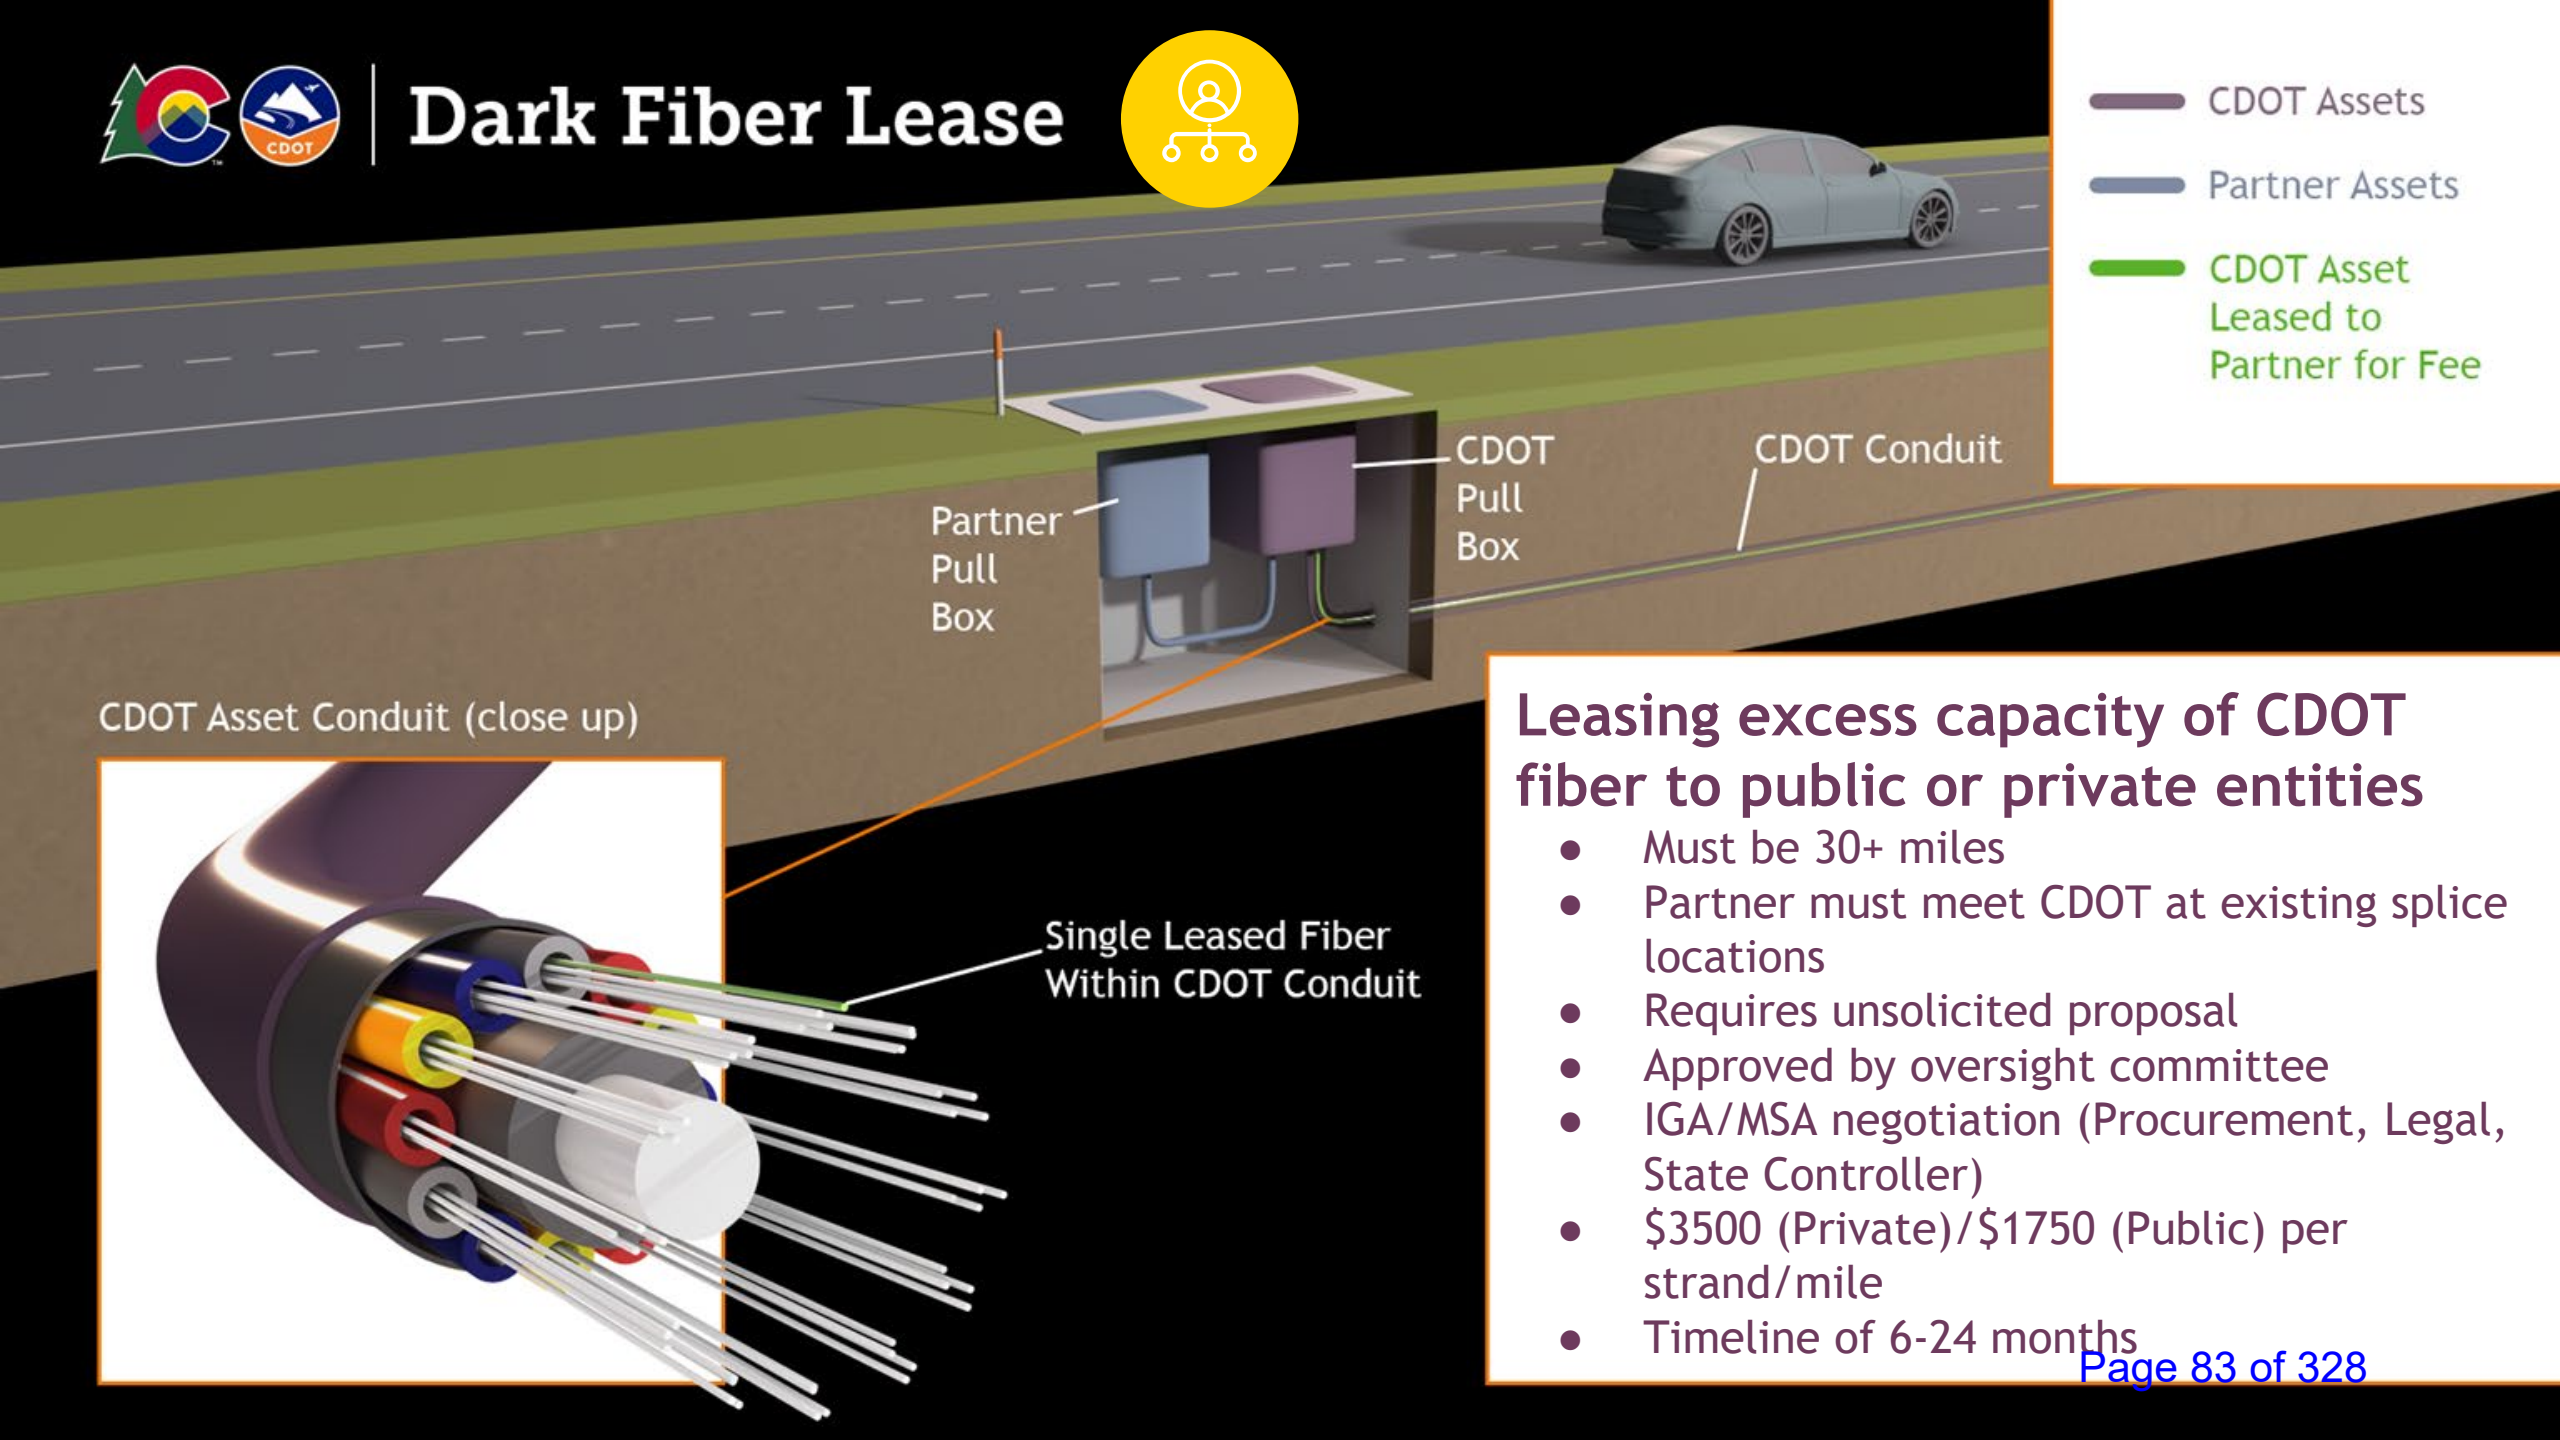 CDOT
™
Dark Fiber Lease
CDOT Assets
Partner Assets
CDOT Asset
Leased to
Partner for Fee
CDOT
Pull
Box
CDOT Conduit
Partner
Pull
Box
CDOT Asset Conduit (close up)
Single Leased Fiber
Within CDOT Conduit
Leasing excess capacity of CDOT
fiber to public or private entities
● Must be 30+ miles
● Partner must meet CDOT at existing splice
locations
● Requires unsolicited proposal
● Approved by oversight committee
● IGA/MSA negotiation (Procurement, Legal,
State Controller)
● $3500 (Private)/$1750 (Public) per
strand/mile
● Timeline of 6-24 months
Page 83 of 328